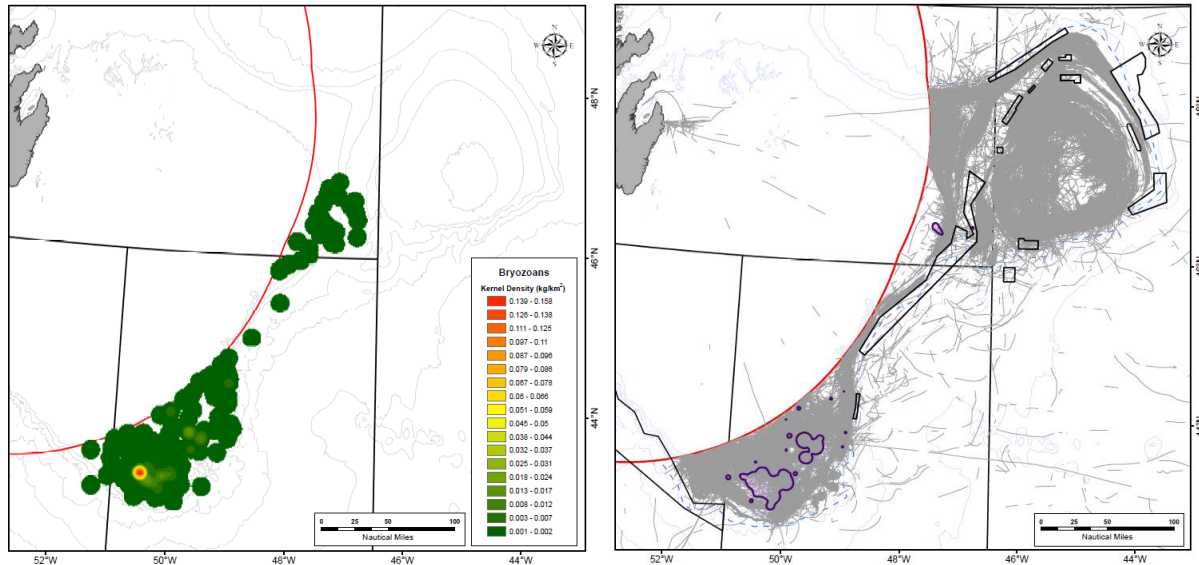 N
W E
S
48°N
46°N
44°N
Bryozoans
Kernel Density (kg/km²)
0.139 - 0.158
0.126 - 0.138
0.111 - 0.125
0.097 - 0.11
0.087 - 0.096
0.079 - 0.086
0.067 - 0.078
0.06 - 0.066
0.051 - 0.059
0.045 - 0.05
0.038 - 0.044
0.032 - 0.037
0.025 - 0.031
0.018 - 0.024
0.013 - 0.017
0.008 - 0.012
0.003 - 0.007
0.001 - 0.002
0 25 50 100
Nautical Miles
52°W 50°W 48°W 46°W 44°W
N
W E
S
48°N
46°N
44°N
0 25 50 100
Nautical Miles
52°W 50°W 48°W 46°W 44°W